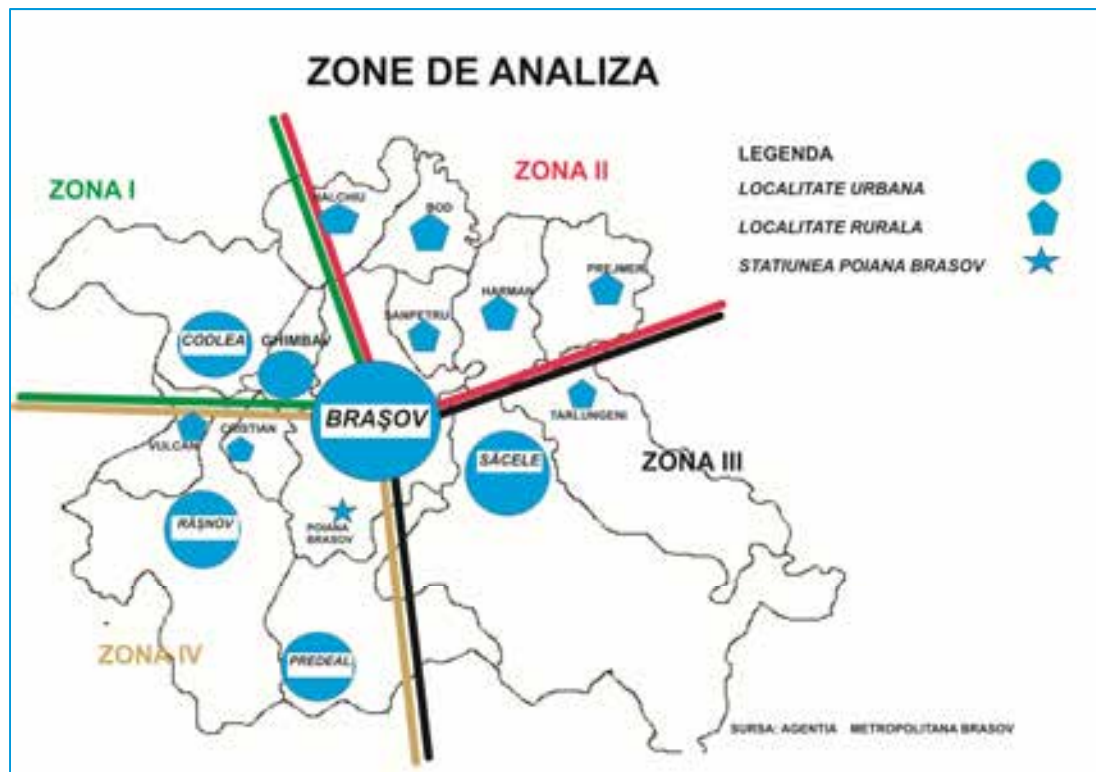 ZONE DE ANALIZA
ZONA I
ZONA II
LEGENDA
LOCALITATE URBANA
LOCALITATE RURALA
STATIUNEA POIANA BRASOV
HALCHIU
BOD
PREJMER
HARMAN
SANPETRU
CODLEA
GHIMBAV
BRAŞOV
TARLUNGENI
VULCAN
CRISTIAN
SĂCELE
ZONA III
RÂŞNOV
POIANA
BRASOV
ZONA IV
PREDEAL
SURSA: AGENTIA METROPOLITANA BRASOV